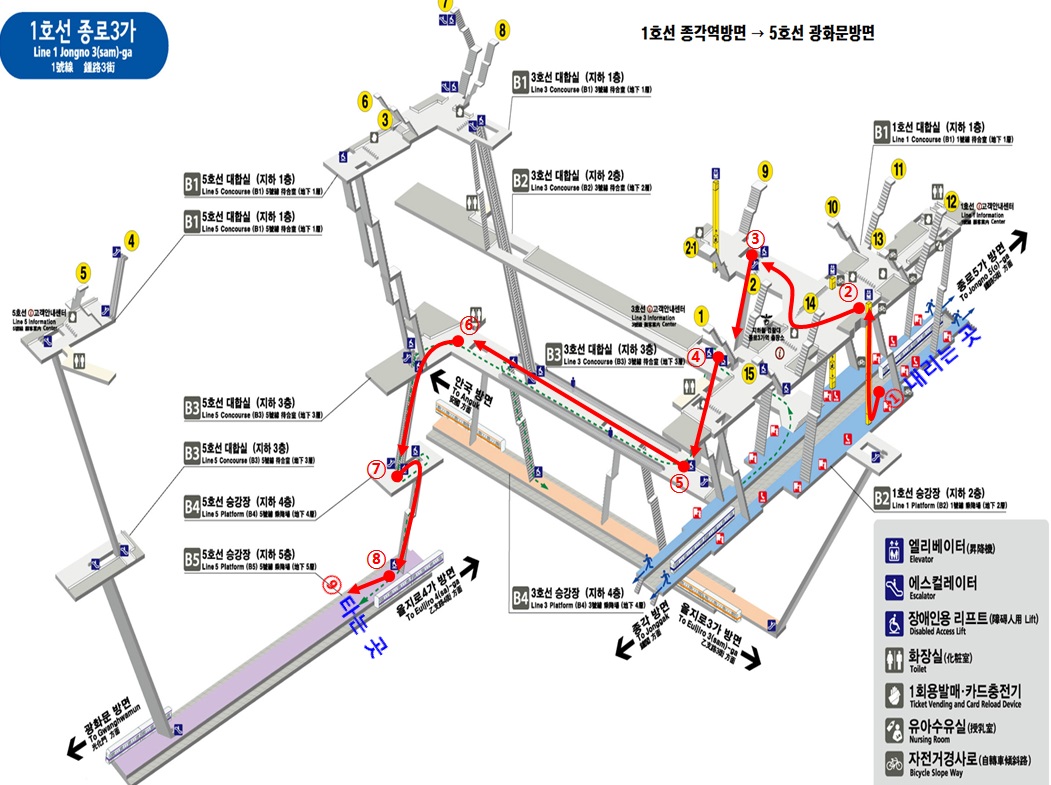 1호선 종로3가
Line 1 Jongno 3(sam)-ga
1號線 鍾路3街
1호선 종각역방면 → 5호선 광화문방면
7
8
6
3
B1 3호선 대합실 (지하 1층)
Line 3 Concourse (B1) 3號線 待合室 (地下 1層)
B1 1호선 대합실 (지하 1층)
Line 1 Concourse (B1) 1號線 待合室 (地下 1層)
B1 5호선 대합실 (지하 1층)
Line 5 Concourse (B1) 5號線 待合室 (地下 1層)
B2 3호선 대합실 (지하 2층)
Line 3 Concourse (B2) 3號線 待合室 (地下 2層)
9
11
10
12
13
1호선 고객안내센터
Line 1 Information
Center
B1 5호선 대합실 (지하 1층)
Line 5 Concourse (B1) 5號線 待合室 (地下 1層)
4
5
2-1
③
2
②
14
종로5가 방면
To Jongno 5(o)-ga
5호선 고객안내센터
Line 5 Information
Center
3호선 고객안내센터
Line 3 Information
Center
1
④
15
⑥
B3 3호선 대합실 (지하 3층)
Line 3 Concourse (B3) 3號線 待合室 (地下 3層)
안국 방면
To Anguk
安國 方面
① 내리는 곳
B3 5호선 대합실 (지하 3층)
Line 5 Concourse (B3) 5號線 待合室 (地下 3層)
B3 5호선 대합실 (지하 3층)
Line 5 Concourse (B3) 5號線 待合室 (地下 3層)
⑦
⑤
B4 5호선 승강장 (지하 4층)
Line 5 Platform (B4) 5號線 乘降場 (地下 4層)
B2 1호선 승강장 (지하 2층)
Line 1 Platform (B2) 1號線 乘降場 (地下 2層)
B5 5호선 승강장 (지하 5층)
Line 5 Platform (B5) 5號線 乘降場 (地下 5層)
⑧
⑨ 타는 곳
을지로4가 방면
To Euljiro 4(sa)-ga
B4 3호선 승강장 (지하 4층)
Line 3 Platform (B4) 3號線 乘降場 (地下 4層)
종각 방면
To Jonggak
을지로3가 방면
To Euljiro 3(sam)-ga
광화문 방면
To Gwanghwamun
光化門 方面
엘리베이터(昇降機)
Elevator
에스컬레이터
Escalator
장애인용 리프트(障碍人用 Lift)
Disabled Access Lift
화장실(化粧室)
Toilet
1회용발매·카드충전기
Ticket Vending and Card Reload Device
유아수유실(授乳室)
Nursing Room
자전거경사로(自轉車傾斜路)
Bicycle Slope Way